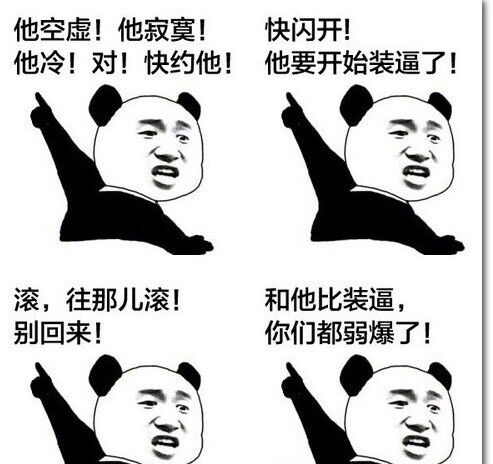 他空虚！他寂寞！
他冷！对！快约他！
快闪开！
他要开始装逼了！
滚，往那儿滚！
别回来！
和他比装逼，
你们都弱爆了！